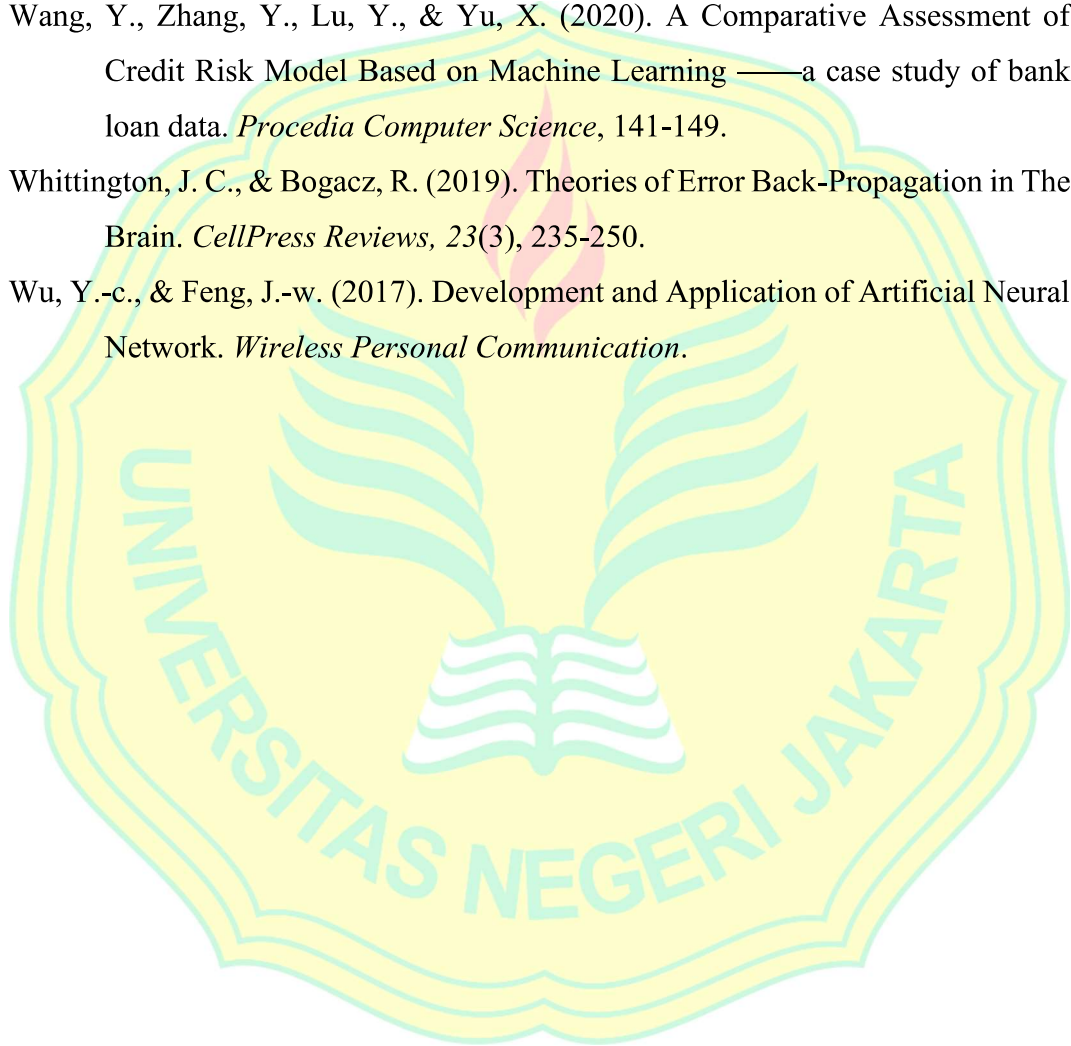 Wang, Y., Zhang, Y., Lu, Y., & Yu, X. (2020). A Comparative Assessment of
Credit Risk Model Based on Machine Learning ——a case study of bank
loan data. Procedia Computer Science, 141-149.
Whittington, J. C., & Bogacz, R. (2019). Theories of Error Back-Propagation in The
Brain. CellPress Reviews, 23(3), 235-250.
Wu, Y.-c., & Feng, J.-w. (2017). Development and Application of Artificial Neural
Network. Wireless Personal Communication.
UNIVERSITAS NEGERI JAKARTA